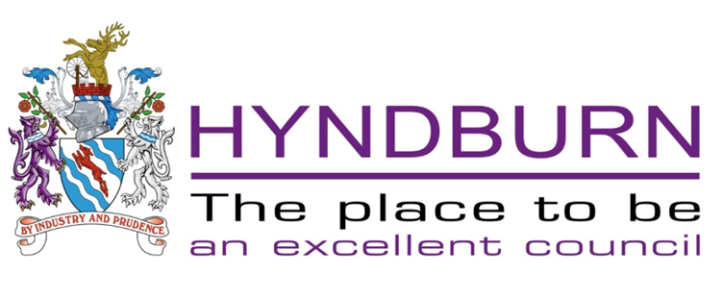 BY INDUSTRY AND PRUDENCE
HYNDBURN
The place to be
an excellent council